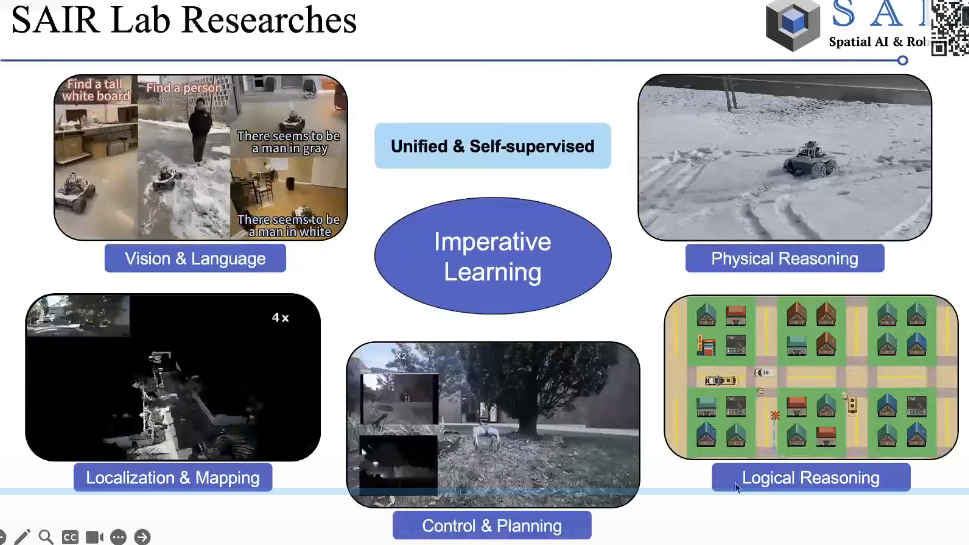 SAIR Lab Researches
SAI
Spatial AI & Rob
Find a tall
white board
Find a person
There seems to be
a man in gray
There seems to be
a man in white
Vision & Language
Unified & Self-supervised
Imperative
Learning
Physical Reasoning
4x
Localization & Mapping
X2
Control & Planning
Logical Reasoning
CC